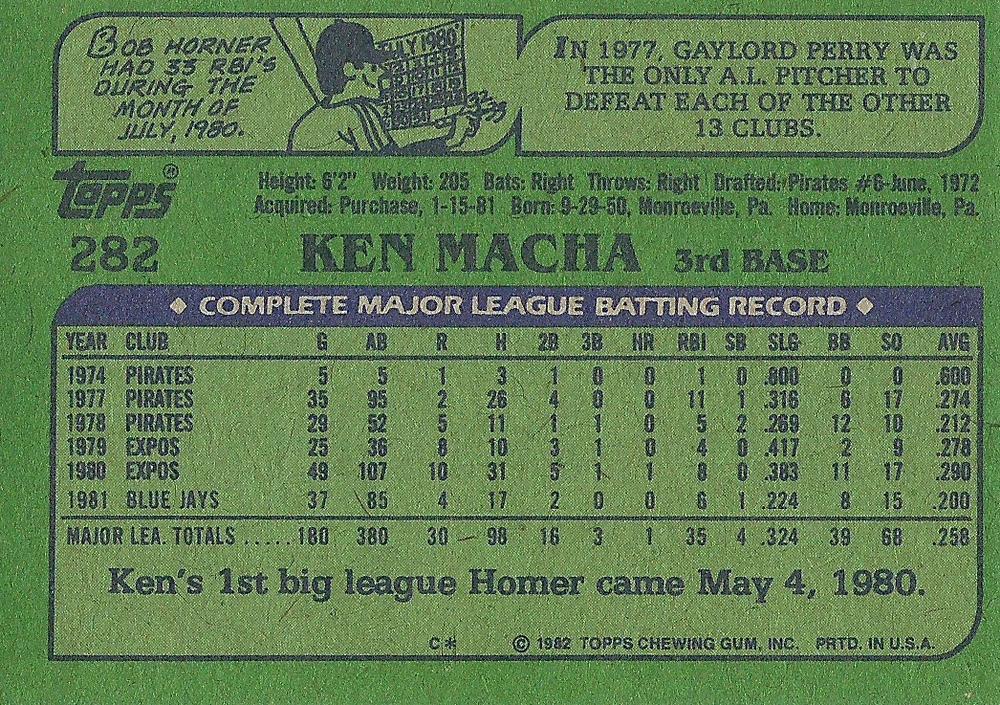 BOB HORNER
HAD 33 RBI'S
DURING THE
MONTH OF
JULY, 1980.
JULY 1980
IN 1977, GAYLORD PERRY WAS
THE ONLY A.L. PITCHER TO
DEFEAT EACH OF THE OTHER
13 CLUBS.
topps®
Height: 6'2" Weight: 205 Bats: Right Throws: Right Drafted: Pirates #6-June, 1972
Acquired: Purchase, 1-15-81 Born: 9-29-50, Monroeville, Pa. Home: Monroeville, Pa.
282 KEN MACHA 3rd BASE
◆ COMPLETE MAJOR LEAGUE BATTING RECORD ◆
YEAR CLUB G AB R H 2B 3B HR RBI SB SLG BB SO AVG
1974 PIRATES 5 5 1 3 1 0 0 1 0 .800 0 0 .600
1977 PIRATES 35 95 2 26 4 0 0 11 1 .316 6 17 .274
1978 PIRATES 29 52 5 11 1 1 0 5 2 .269 12 10 .212
1979 EXPOS 25 36 8 10 3 1 0 4 0 .417 2 9 .278
1980 EXPOS 49 107 10 31 5 1 1 8 0 .383 11 17 .290
1981 BLUE JAYS 37 85 4 17 2 0 0 6 1 .224 8 15 .200
MAJOR LEA. TOTALS .....180 380 30 98 16 3 1 35 4 .324 39 68 .258
Ken's 1st big league Homer came May 4, 1980.
C* © 1982 TOPPS CHEWING GUM, INC. PRTD. IN U.S.A.